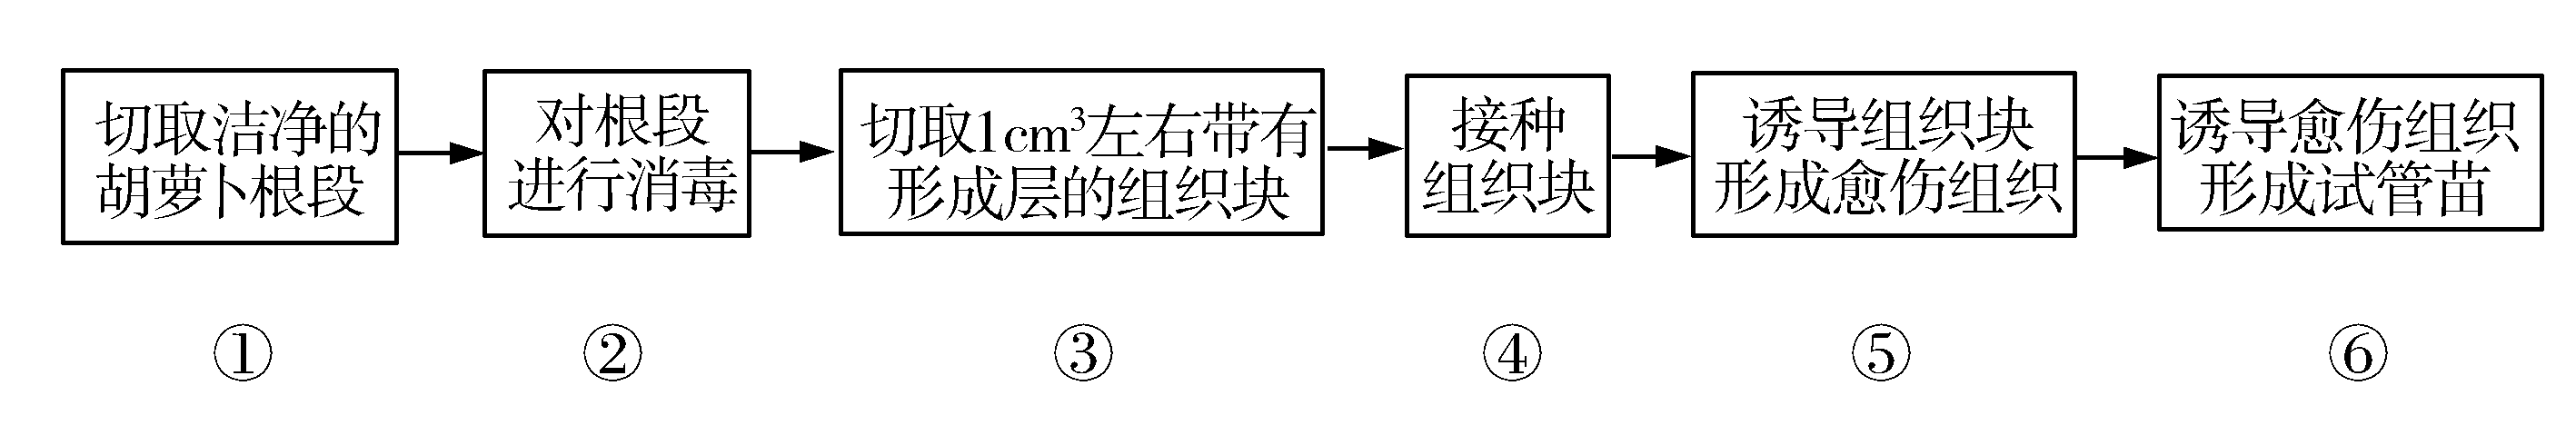 切取洁净的
胡萝卜根段
对根段
进行消毒
切取1cm³左右带有
形成层的组织块
接种
组织块
诱导组织块
形成愈伤组织
诱导愈伤组织
形成试管苗
①
②
③
④
⑤
⑥